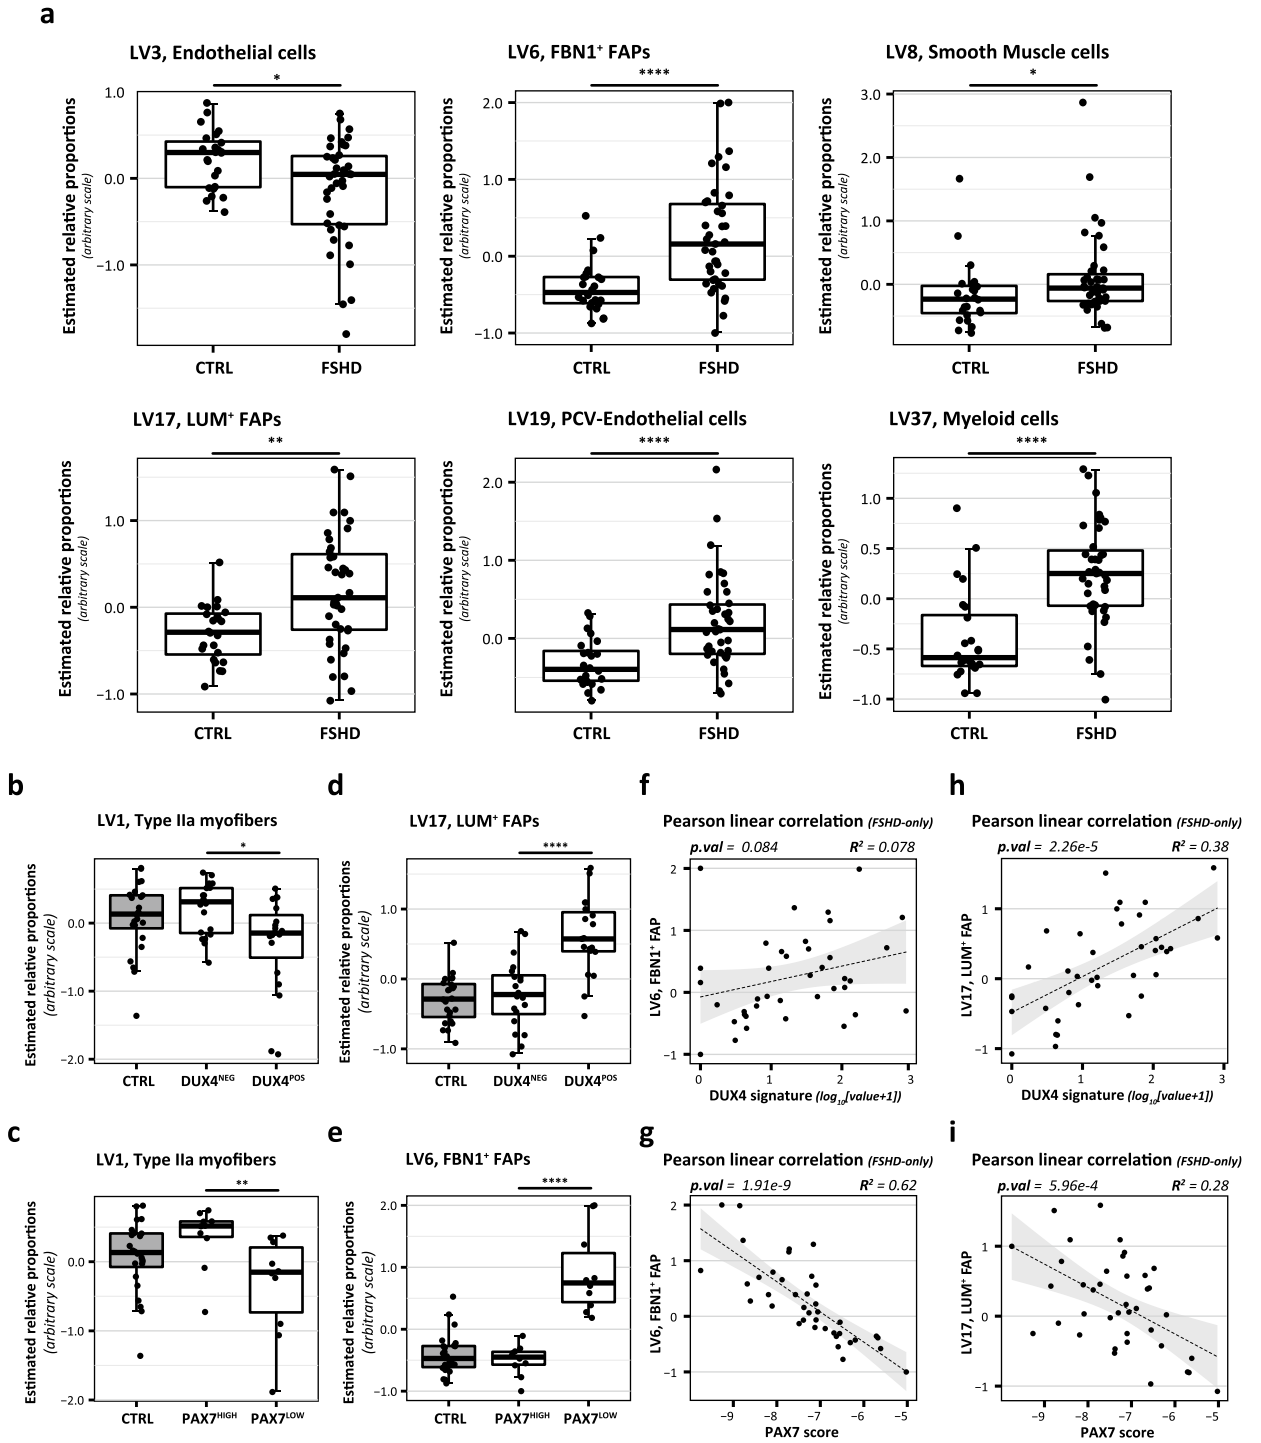 a
LV3, Endothelial cells
*
Estimated relative proportions
(arbitrary scale)
1.0
0.0
−1.0
CTRL
FSHD
LV6, FBN1⁺ FAPs
****
Estimated relative proportions
(arbitrary scale)
2.0
1.0
0.0
−1.0
CTRL
FSHD
LV8, Smooth Muscle cells
*
Estimated relative proportions
(arbitrary scale)
3.0
2.0
1.0
0.0
CTRL
FSHD
LV17, LUM⁺ FAPs
**
Estimated relative proportions
(arbitrary scale)
1.0
0.0
−1.0
CTRL
FSHD
LV19, PCV-Endothelial cells
****
Estimated relative proportions
(arbitrary scale)
2.0
1.0
0.0
CTRL
FSHD
LV37, Myeloid cells
****
Estimated relative proportions
(arbitrary scale)
1.0
0.5
0.0
−0.5
−1.0
CTRL
FSHD
b
LV1, Type IIa myofibers
*
Estimated relative proportions
(arbitrary scale)
0.0
−1.0
−2.0
CTRL
DUX4ᴺᴱᴳ
DUX4ᴾᴼˢ
d
LV17, LUM⁺ FAPs
****
Estimated relative proportions
(arbitrary scale)
1.0
0.0
−1.0
CTRL
DUX4ᴺᴱᴳ
DUX4ᴾᴼˢ
f
Pearson linear correlation (FSHD-only)
p.val = 0.084
R² = 0.078
LV6, FBN1⁺ FAP
2
1
0
−1
0
1
2
3
DUX4 signature (log₁₀[value+1])
h
Pearson linear correlation (FSHD-only)
p.val = 2.26e-5
R² = 0.38
LV17, LUM⁺ FAP
1
0
−1
0
1
2
3
DUX4 signature (log₁₀[value+1])
c
LV1, Type IIa myofibers
**
Estimated relative proportions
(arbitrary scale)
0.0
−1.0
−2.0
CTRL
PAX7ᴴᴵᴳᴴ
PAX7ᴸᴼᵂ
e
LV6, FBN1⁺ FAPs
****
Estimated relative proportions
(arbitrary scale)
2.0
1.0
0.0
−1.0
CTRL
PAX7ᴴᴵᴳᴴ
PAX7ᴸᴼᵂ
g
Pearson linear correlation (FSHD-only)
p.val = 1.91e-9
R² = 0.62
LV6, FBN1⁺ FAP
2
1
0
−1
−9
−8
−7
−6
−5
PAX7 score
i
Pearson linear correlation (FSHD-only)
p.val = 5.96e-4
R² = 0.28
LV17, LUM⁺ FAP
1
0
−1
−9
−8
−7
−6
−5
PAX7 score